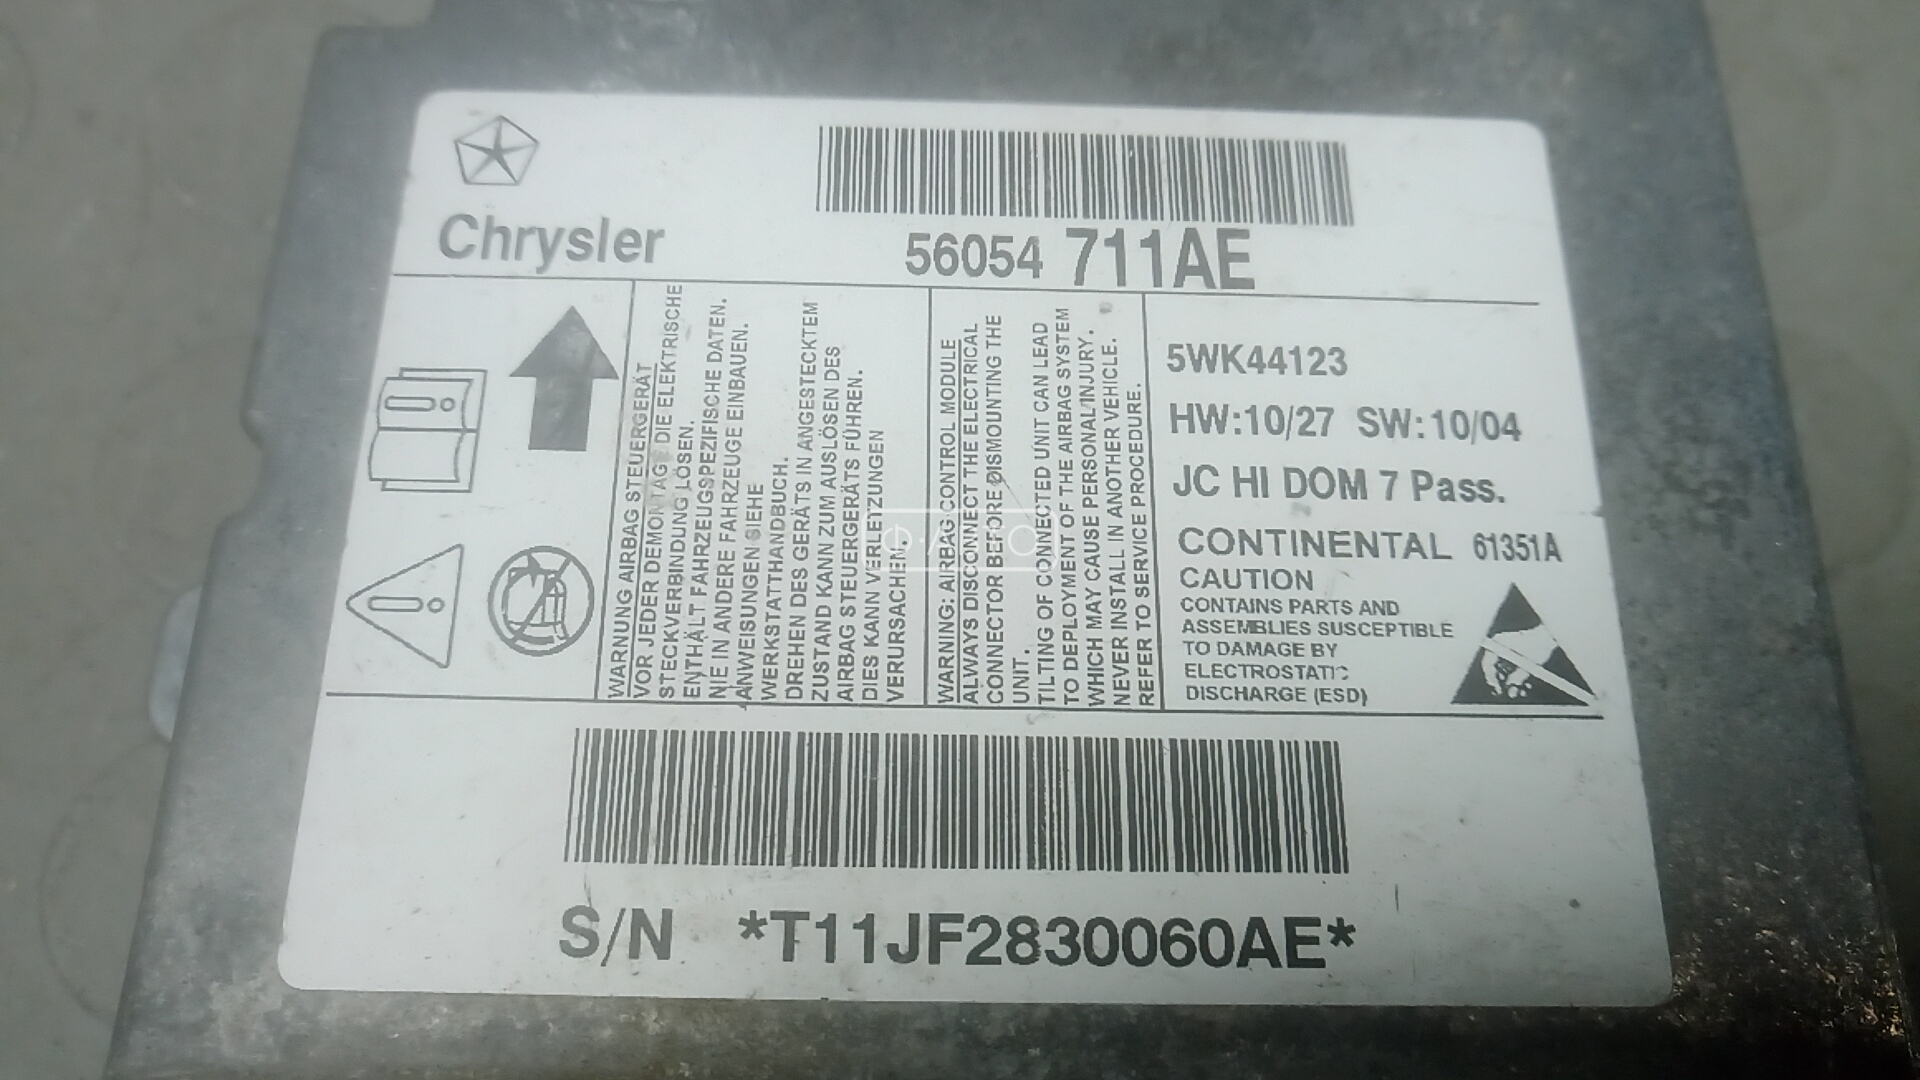 Chrysler
56054 711AE
WARNUNG AIRBAG STEUERGERÄT
VOR JEDER DEMONTAGE DIE ELEKTRISCHE
STECKVERBINDUNG LÖSEN.
ENTHÄLT FAHRZEUGSPEZIFISCHE DATEN.
NIE IN ANDERE FAHRZEUGE EINBAUEN.
ANWEISUNGEN SIEHE
WERKSTATTHANDBUCH.
DREHEN DES GERÄTS IN ANGESTECKTEM
ZUSTAND KANN ZUM AUSLÖSEN DES
AIRBAG STEUERGERÄTS FÜHREN.
DIES KANN VERLETZUNGEN
VERURSACHEN.
WARNING: AIRBAG CONTROL MODULE
ALWAYS DISCONNECT THE ELECTRICAL
CONNECTOR BEFORE DISMOUNTING THE
UNIT.
TILTING OF CONNECTED UNIT CAN LEAD
TO DEPLOYMENT OF THE AIRBAG SYSTEM
WHICH MAY CAUSE PERSONAL INJURY.
NEVER INSTALL IN ANOTHER VEHICLE.
REFER TO SERVICE PROCEDURE.
5WK44123
HW:10/27 SW:10/04
JC HI DOM 7 Pass.
CONTINENTAL 61351A
CAUTION
CONTAINS PARTS AND
ASSEMBLIES SUSCEPTIBLE
TO DAMAGE BY
ELECTROSTATIC
DISCHARGE (ESD)
S/N *T11JF2830060AE*